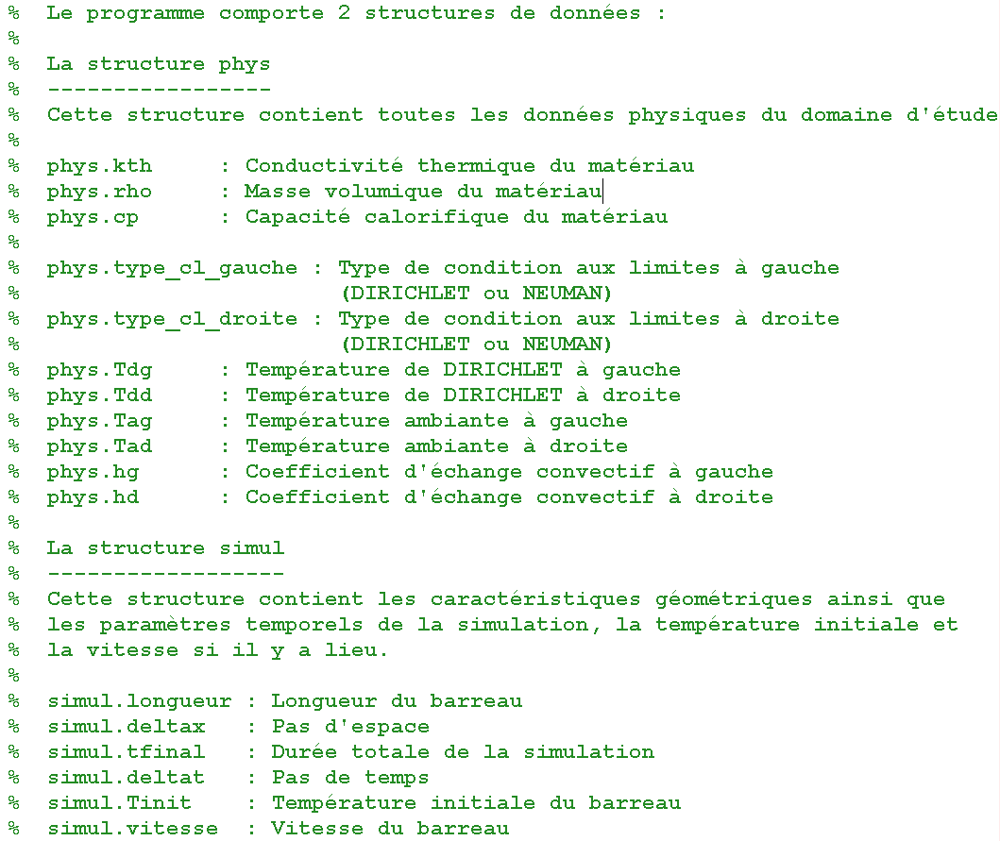 %  Le programme comporte 2 structures de données :
%
%  La structure phys
%  -----------------
%  Cette structure contient toutes les données physiques du domaine d'étude
%
%  phys.kth     : Conductivité thermique du matériau
%  phys.rho     : Masse volumique du matériau
%  phys.cp      : Capacité calorifique du matériau
%
%  phys.type_cl_gauche : Type de condition aux limites à gauche
%                      (DIRICHLET ou NEUMAN)
%  phys.type_cl_droite : Type de condition aux limites à droite
%                      (DIRICHLET ou NEUMAN)
%  phys.Tdg     : Température de DIRICHLET à gauche
%  phys.Tdd     : Température de DIRICHLET à droite
%  phys.Tag     : Température ambiante à gauche
%  phys.Tad     : Température ambiante à droite
%  phys.hg      : Coefficient d'échange convectif à gauche
%  phys.hd      : Coefficient d'échange convectif à droite
%
%  La structure simul
%  ------------------
%  Cette structure contient les caractéristiques géométriques ainsi que
%  les paramètres temporels de la simulation, la température initiale et
%  la vitesse si il y a lieu.
%
%  simul.longueur : Longueur du barreau
%  simul.deltax   : Pas d'espace
%  simul.tfinal   : Durée totale de la simulation
%  simul.deltat   : Pas de temps
%  simul.Tinit    : Température initiale du barreau
%  simul.vitesse  : Vitesse du barreau